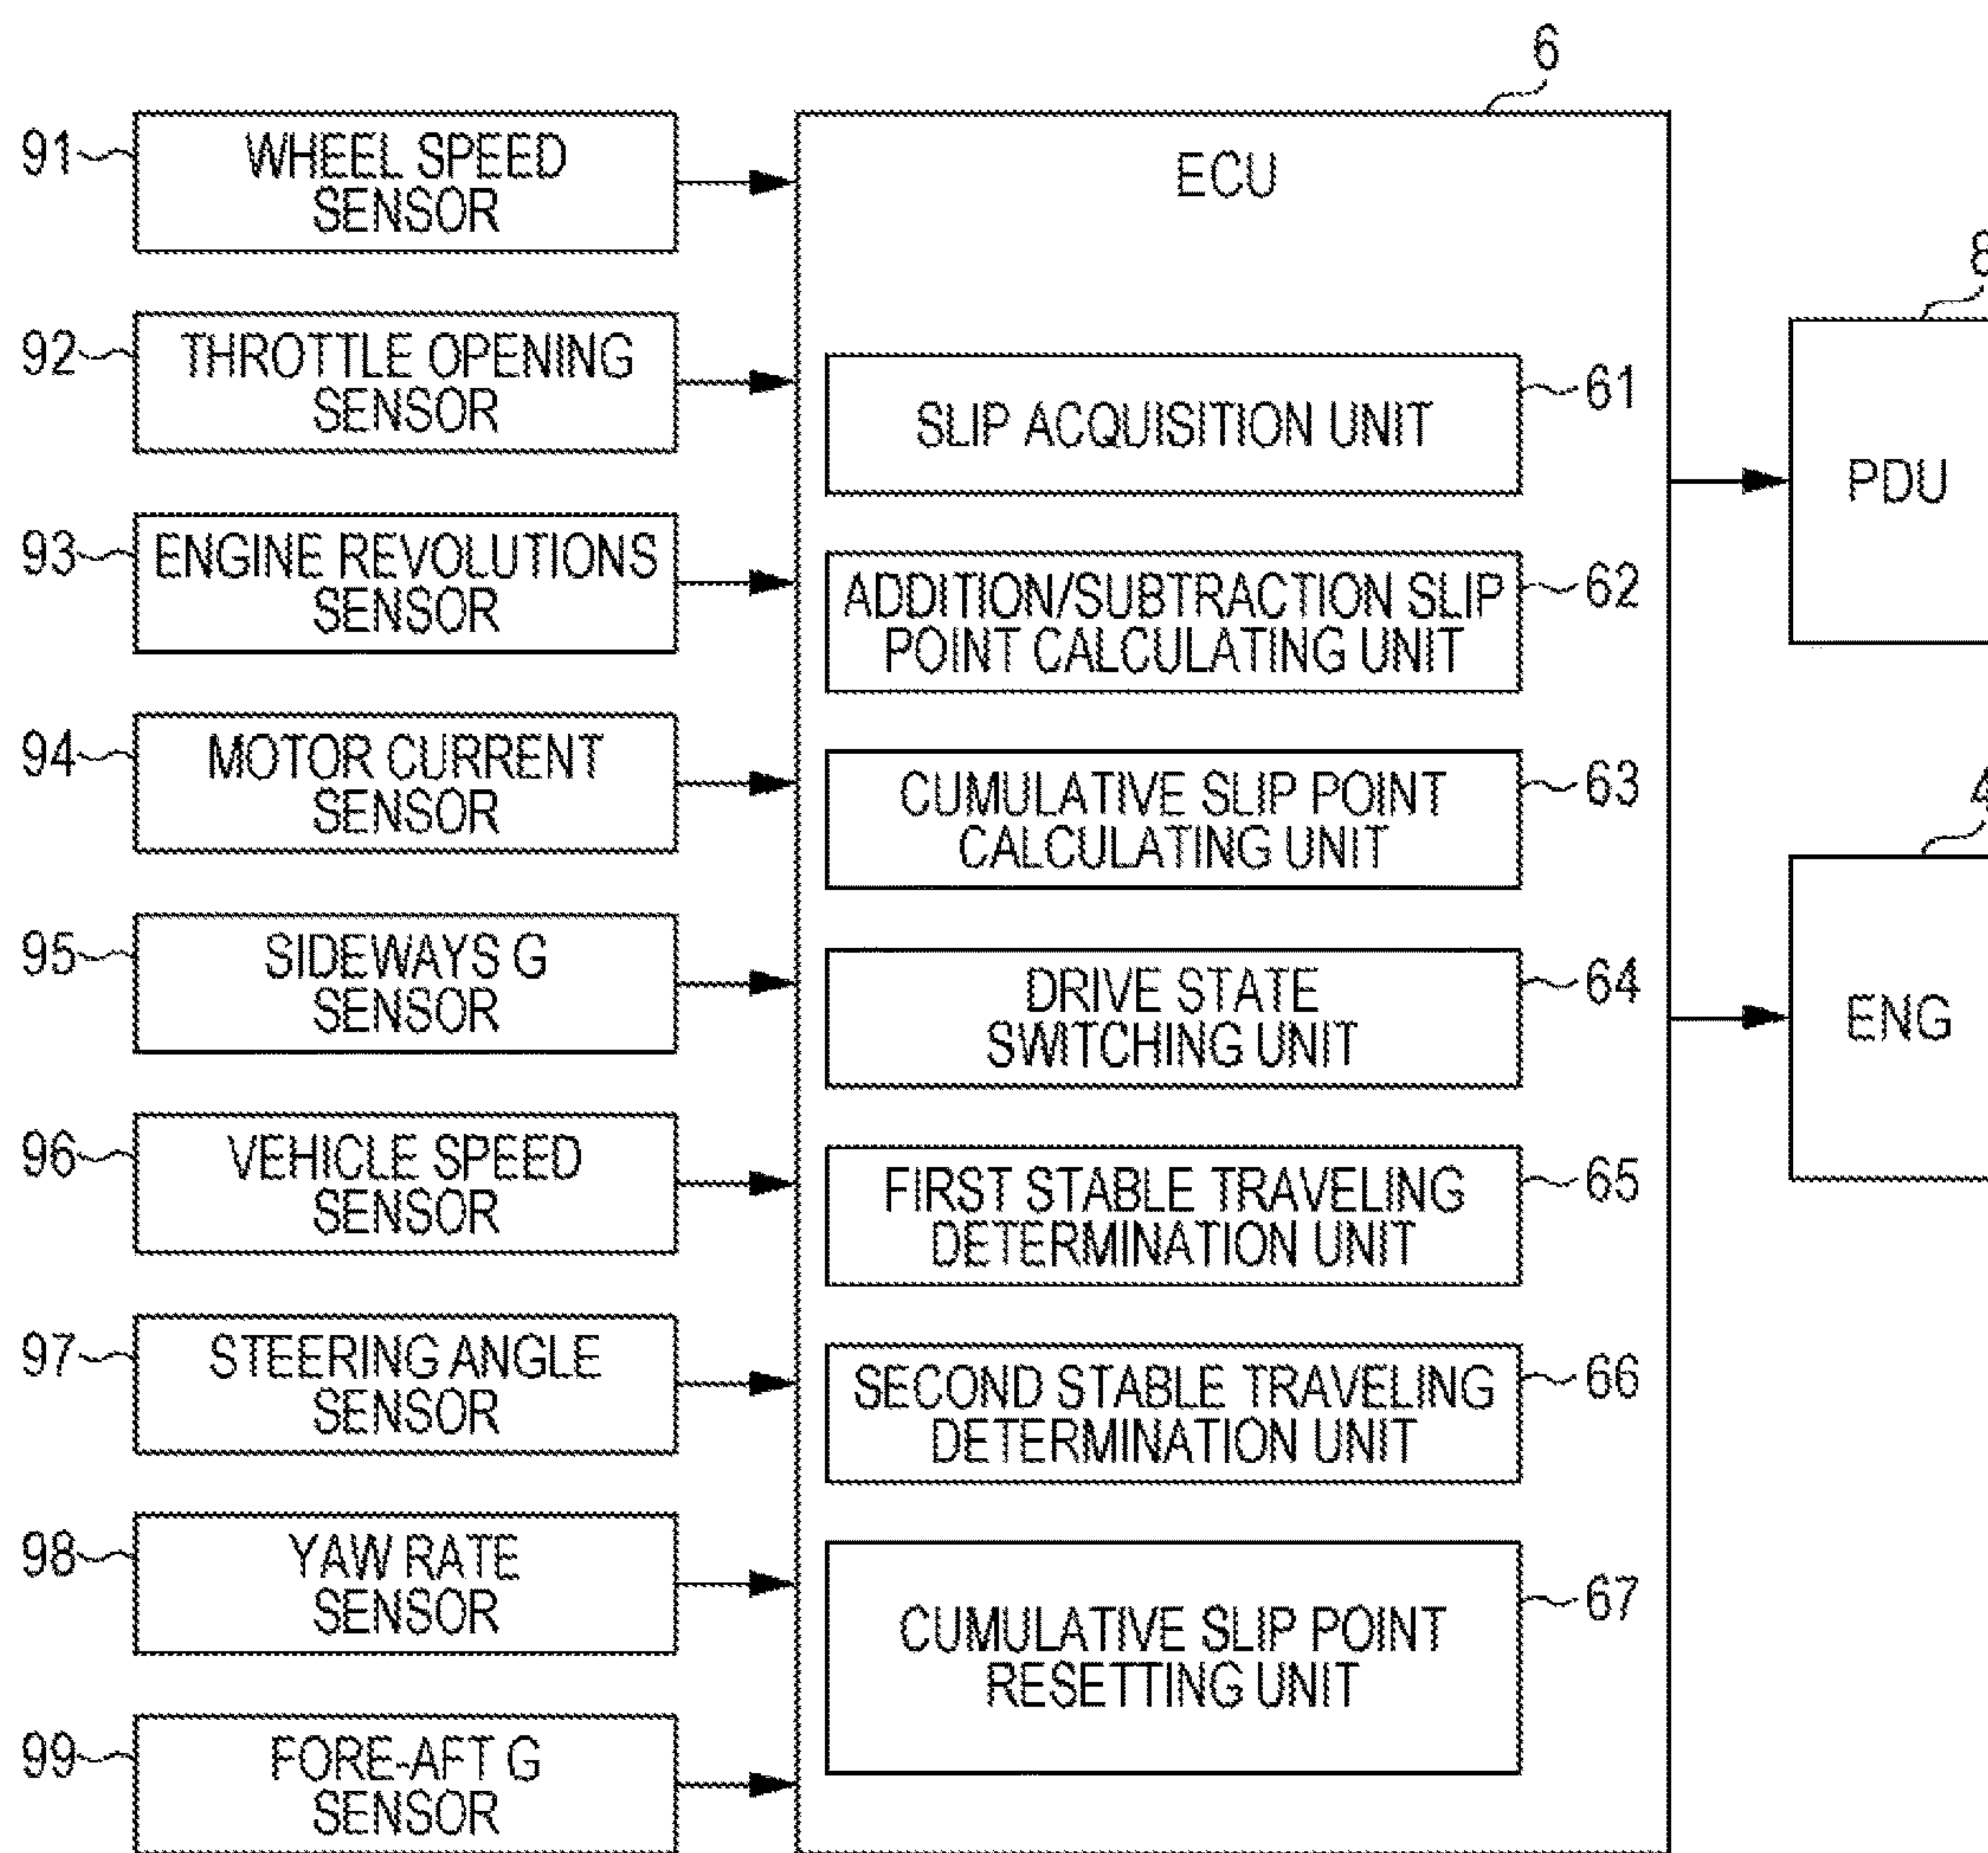 6
91
WHEEL SPEED
SENSOR
92
THROTTLE OPENING
SENSOR
93
ENGINE REVOLUTIONS
SENSOR
94
MOTOR CURRENT
SENSOR
95
SIDEWAYS G
SENSOR
96
VEHICLE SPEED
SENSOR
97
STEERING ANGLE
SENSOR
98
YAW RATE
SENSOR
99
FORE-AFT G
SENSOR
ECU
SLIP ACQUISITION UNIT
61
ADDITION/SUBTRACTION SLIP
POINT CALCULATING UNIT
62
CUMULATIVE SLIP POINT
CALCULATING UNIT
63
DRIVE STATE
SWITCHING UNIT
64
FIRST STABLE TRAVELING
DETERMINATION UNIT
65
SECOND STABLE TRAVELING
DETERMINATION UNIT
66
CUMULATIVE SLIP POINT
RESETTING UNIT
67
8
PDU
4
ENG